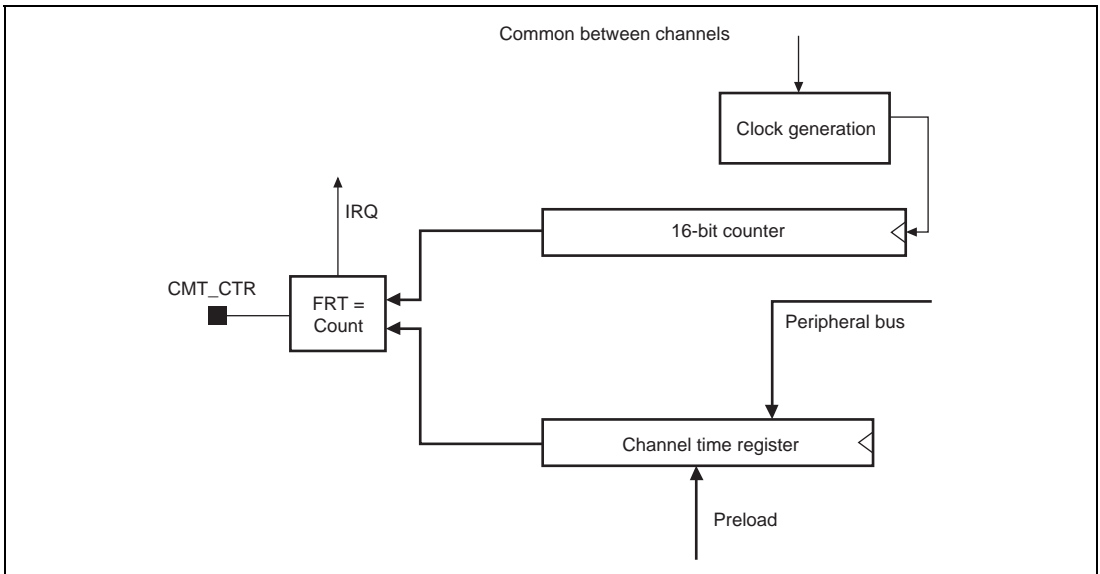 Common between channels
Clock generation
IRQ
16-bit counter
CMT_CTR
FRT =
Count
Peripheral bus
Channel time register
Preload